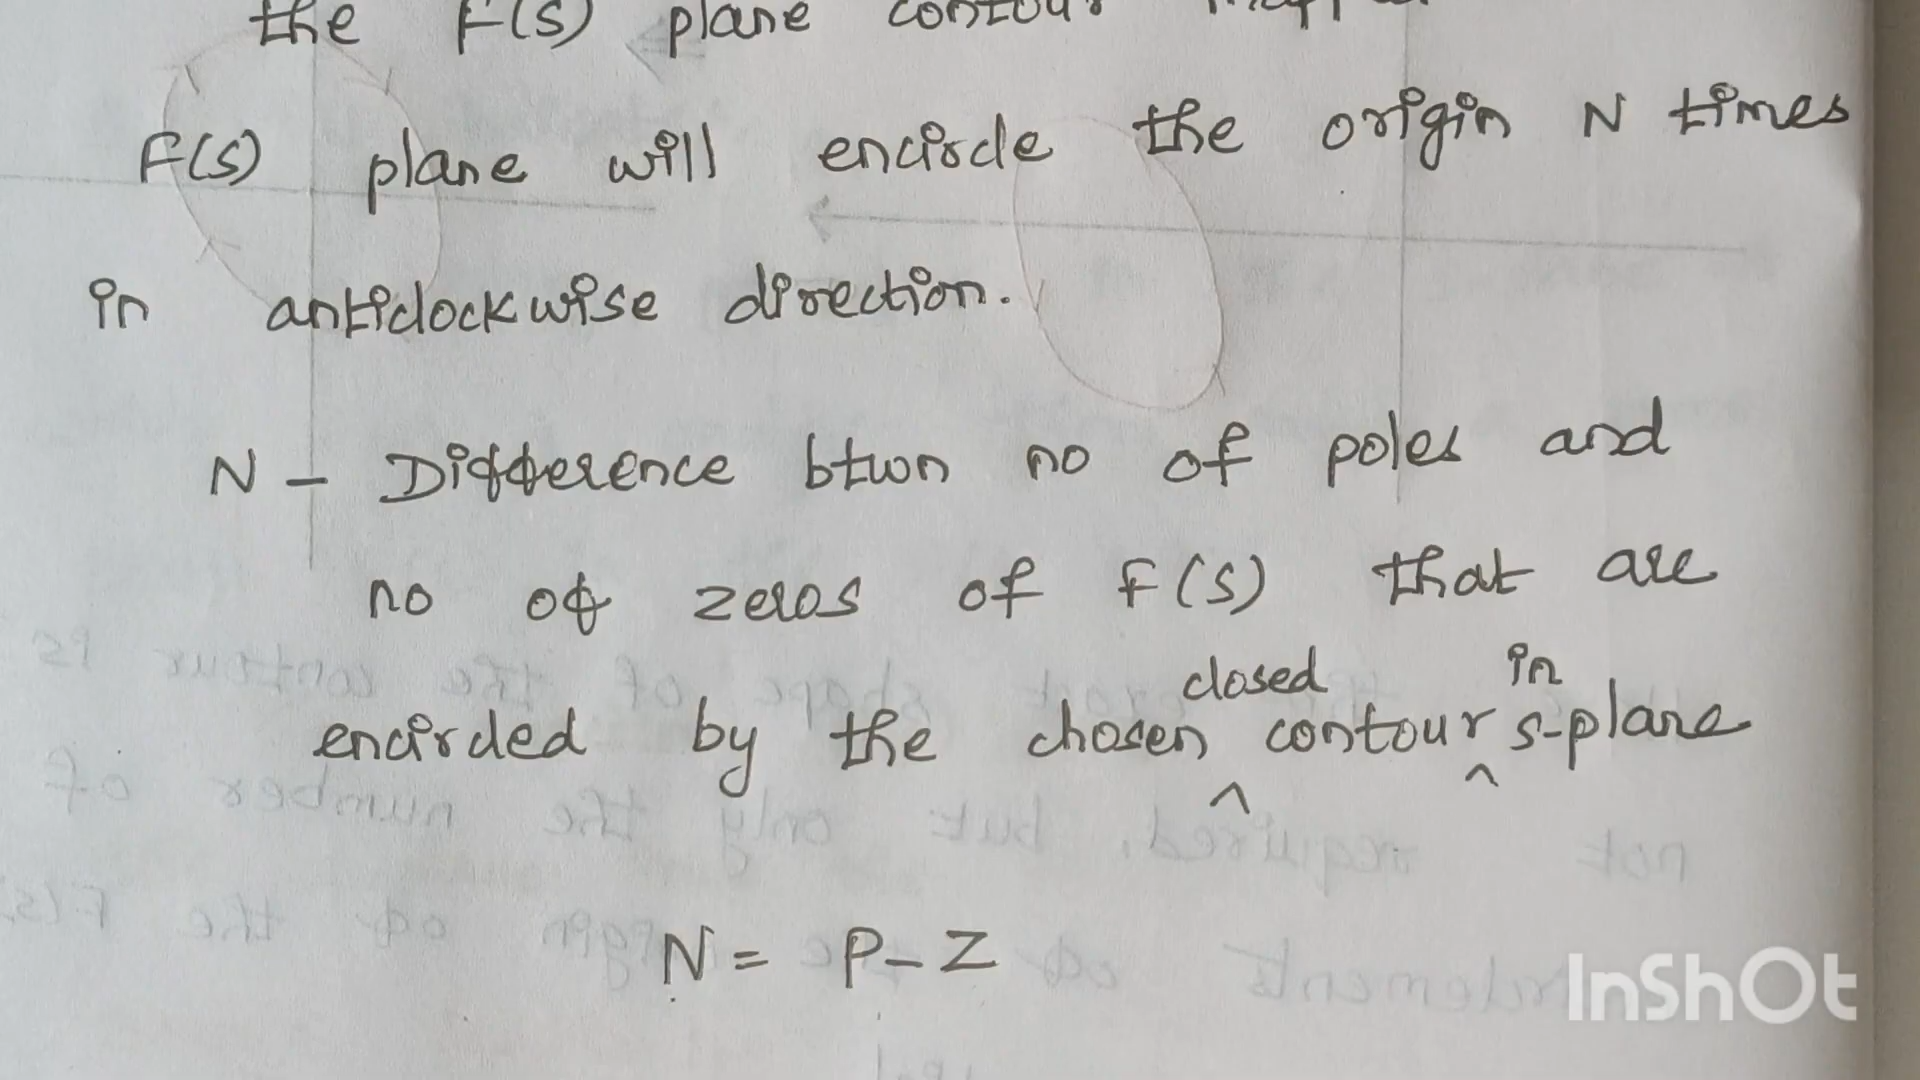 the F(s) plane contour
F(s) plane will encircle the origin N times
in anticlockwise direction.
N - Difference btwn no of poles and
no of zeros of F(s) that are
closed in
encircled by the chosen contour s-plane
N = P - Z
InShOt